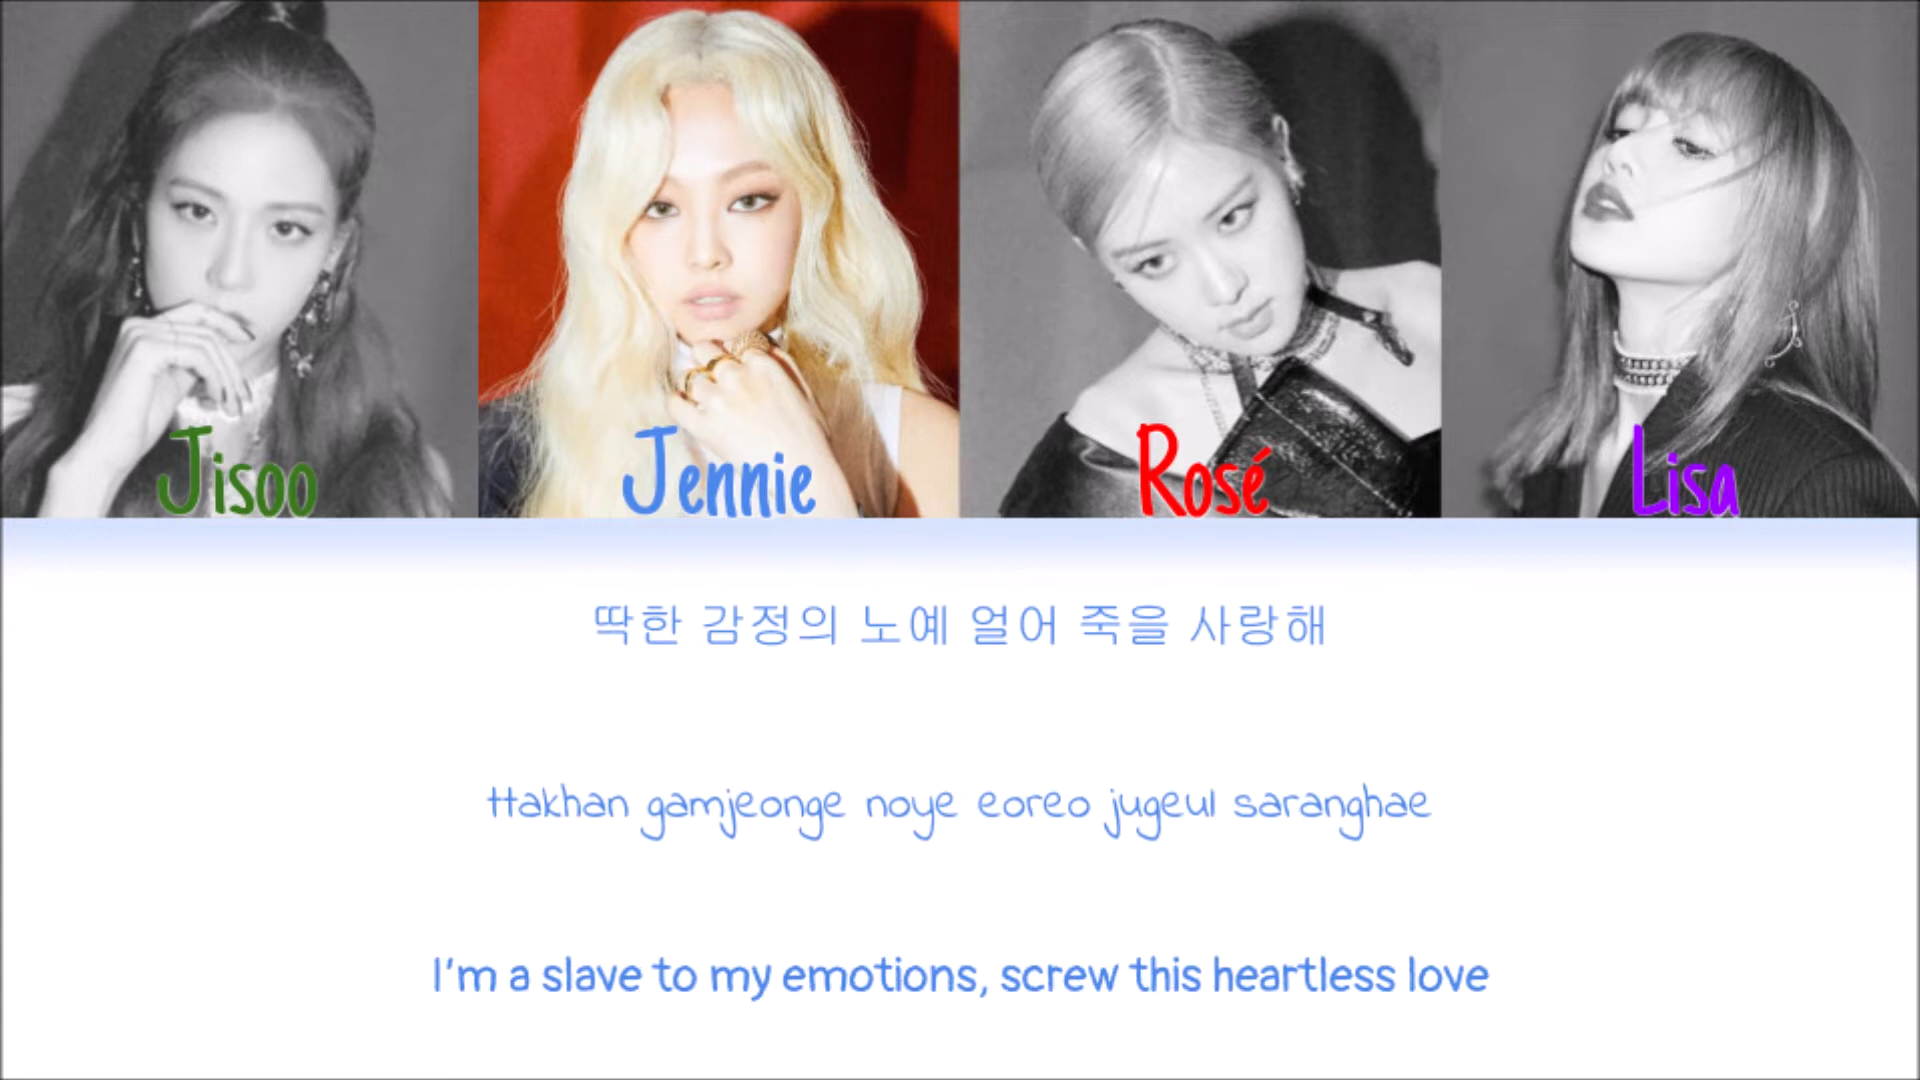 Jisoo
Jennie
Rosé
Lisa
딱한 감정의 노예 얼어 죽을 사랑해
ttakhan gamjeonge noye eoreo jugeul saranghae
I'm a slave to my emotions, screw this heartless love